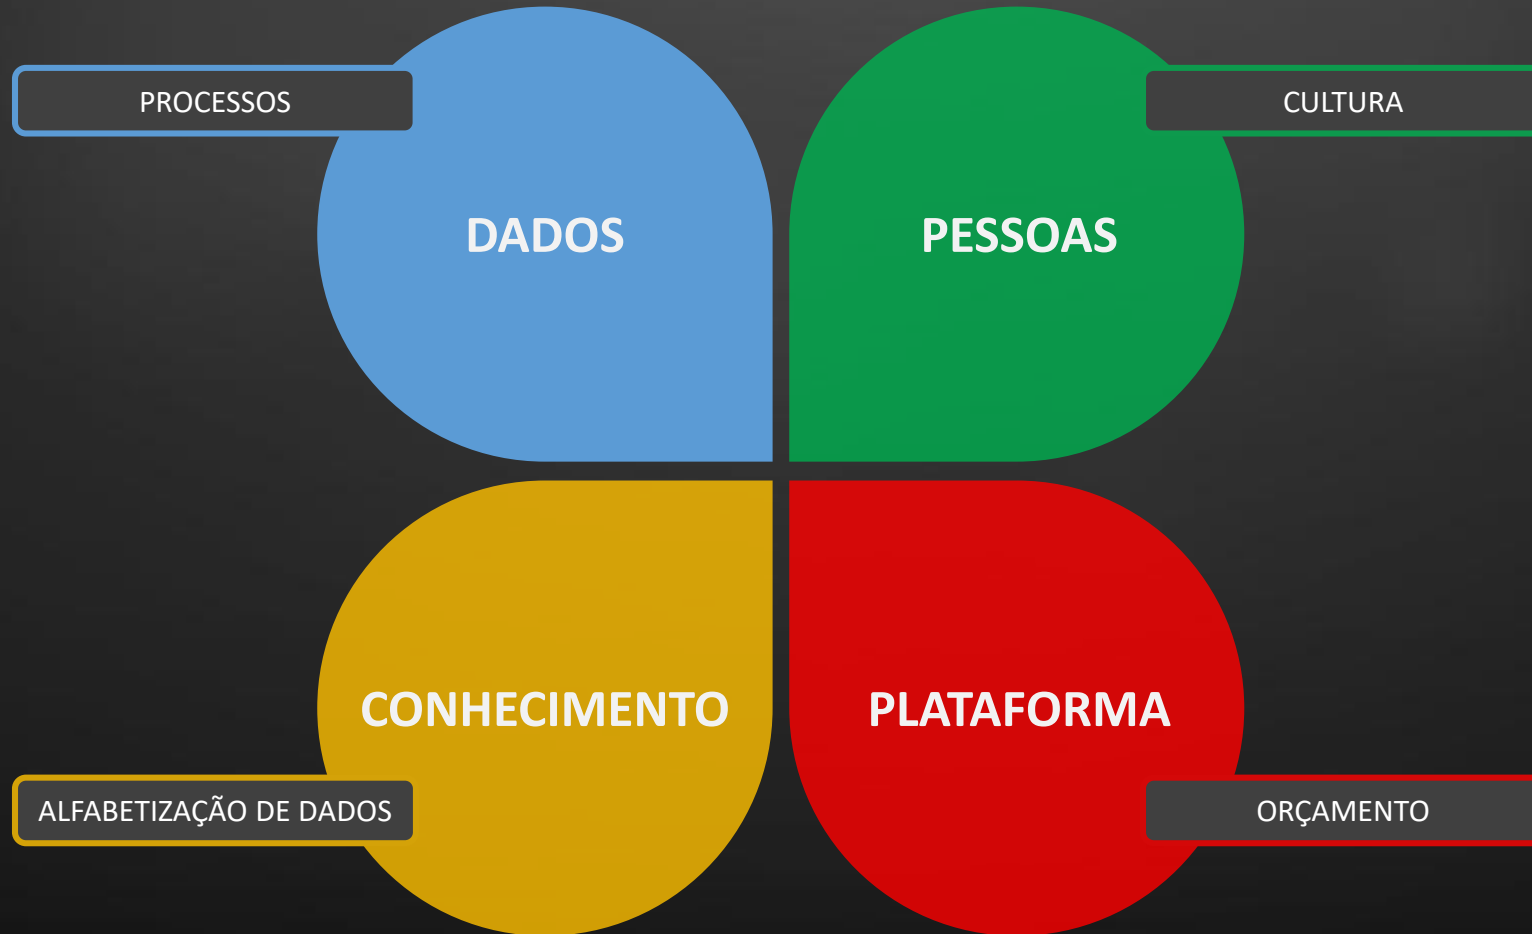 PROCESSOS
CULTURA
DADOS
PESSOAS
CONHECIMENTO
PLATAFORMA
ALFABETIZAÇÃO DE DADOS
ORÇAMENTO